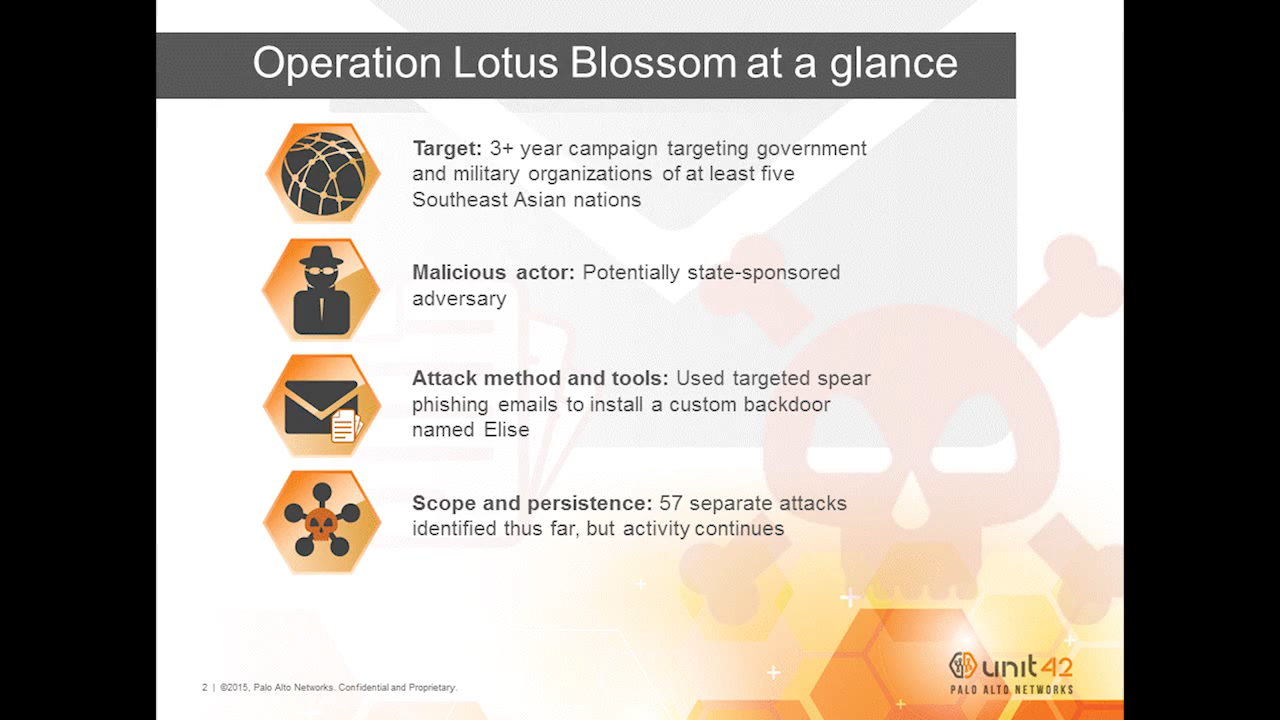 Operation Lotus Blossom at a glance
Target: 3+ year campaign targeting government
and military organizations of at least five
Southeast Asian nations
Malicious actor: Potentially state-sponsored
adversary
Attack method and tools: Used targeted spear
phishing emails to install a custom backdoor
named Elise
Scope and persistence: 57 separate attacks
identified thus far, but activity continues
2 | ©2015, Palo Alto Networks. Confidential and Proprietary.
unit42
PALO ALTO NETWORKS